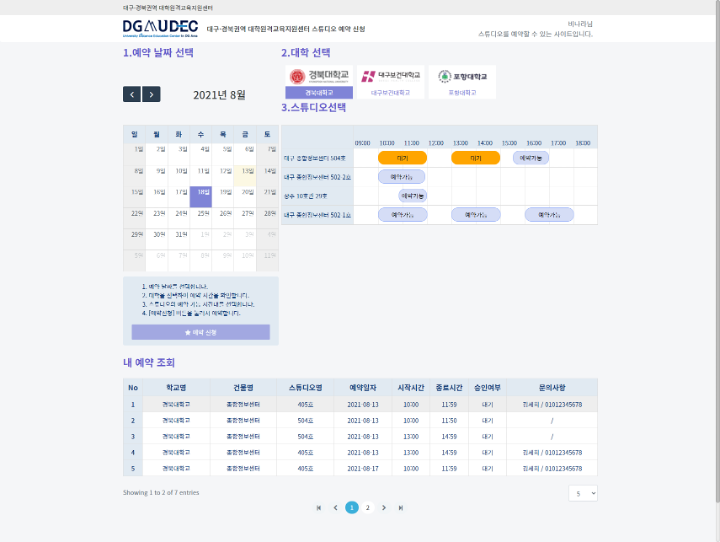 대구·경북권역 대학원격교육지원센터
DGMUDEC
대구·경북권역 대학원격교육지원센터 스튜디오 예약 신청
바나라님
스튜디오를 예약할 수 있는 사이트입니다.
1.예약 날짜 선택
2.대학 선택
2021년 8월
경북대학교
대구보건대학교
포항대학교
경북대학교
대구보건대학교
포항대학교
3.스튜디오선택
일 월 화 수 목 금 토
1일 2일 3일 4일 5일 6일 7일
8일 9일 10일 11일 12일 13일 14일
15일 16일 17일 18일 19일 20일 21일
22일 23일 24일 25일 26일 27일 28일
29일 30일 31일 1일 2일 3일 4일
5일 6일 7일 8일 9일 10일 11일
09:00 10:00 11:00 12:00 13:00 14:00 15:00 16:00 17:00 18:00
대구 종합정보센터 504호 대기 대기 예약가능
대구 종합정보센터 502-2호 예약가능
예약가능
대구 종합정보센터 502-1호 예약가능 예약가능 예약가능
1. 예약 날짜를 선택합니다.
2. 대학을 선택하여 예약 시간을 확인합니다.
3. 스튜디오의 예약 가능 시간대를 선택합니다.
4. [예약신청] 버튼을 눌러서 예약합니다.
★ 예약 신청
내 예약 조회
No 학교명 건물명 스튜디오명 예약일자 시작시간 종료시간 승인여부 문의사항
1 경북대학교 종합정보센터 405호 2021-08-13 10:00 11:59 대기 김세희 / 01012345678
2 경북대학교 종합정보센터 504호 2021-08-13 10:00 11:50 대기 /
3 경북대학교 종합정보센터 504호 2021-08-13 13:00 14:59 대기 /
4 경북대학교 종합정보센터 405호 2021-08-13 13:00 14:59 대기 김세희 / 01012345678
5 경북대학교 종합정보센터 405호 2021-08-17 10:00 11:59 대기 김세희 / 01012345678
Showing 1 to 2 of 7 entries
5
1 2